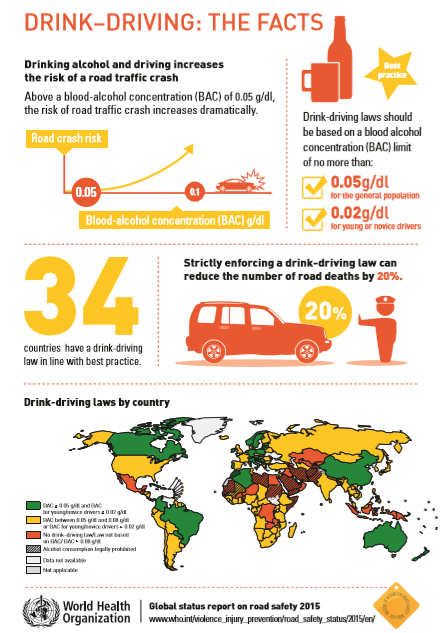 DRINK–DRIVING: THE FACTS
Drinking alcohol and driving increases
the risk of a road traffic crash
Above a blood-alcohol concentration (BAC) of 0.05 g/dl,
the risk of road traffic crash increases dramatically.
Road crash risk
0.05
0.1
Blood-alcohol concentration (BAC) g/dl
Best
practice
Drink-driving laws should
be based on a blood alcohol
concentration (BAC) limit
of no more than:
0.05g/dl
for the general population
0.02g/dl
for young or novice drivers
34
countries have a drink-driving
law in line with best practice.
Strictly enforcing a drink-driving law can
reduce the number of road deaths by 20%.
20%
Drink-driving laws by country
BAC ≤ 0.05 g/dl and BAC
for young/novice drivers ≤ 0.02 g/dl
BAC between 0.05 g/dl and 0.08 g/dl
or BAC for young/novice drivers > 0.02 g/dl
No drink-driving law/Law not based
on BAC/ BAC > 0.08 g/dl
Alcohol consumption legally prohibited
Data not available
Not applicable
World Health
Organization
Global status report on road safety 2015
www.who.int/violence_injury_prevention/road_safety_status/2015/en/